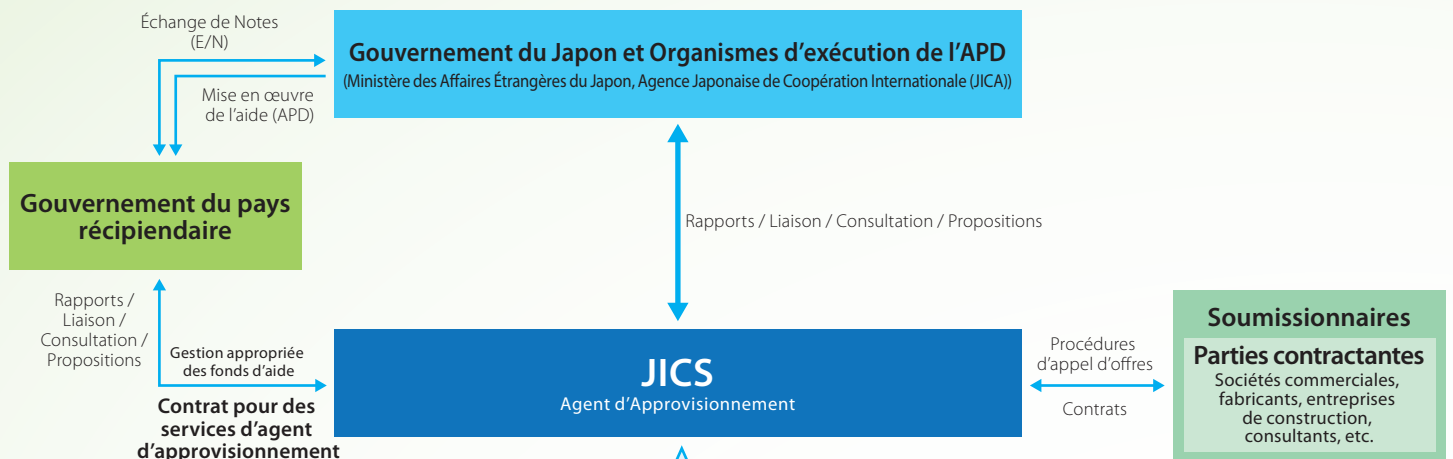 Échange de Notes
(E/N)
Gouvernement du Japon et Organismes d'exécution de l'APD
(Ministère des Affaires Étrangères du Japon, Agence Japonaise de Coopération Internationale (JICA))
Mise en œuvre
de l'aide (APD)
Gouvernement du pays
récipiendaire
Rapports / Liaison / Consultation / Propositions
Rapports /
Liaison /
Consultation /
Propositions
Gestion appropriée
des fonds d'aide
Contrat pour des
services d'agent
d'approvisionnement
JICS
Agent d'Approvisionnement
Procédures
d'appel d'offres
Contrats
Soumissionnaires
Parties contractantes
Sociétés commerciales,
fabricants, entreprises
de construction,
consultants, etc.